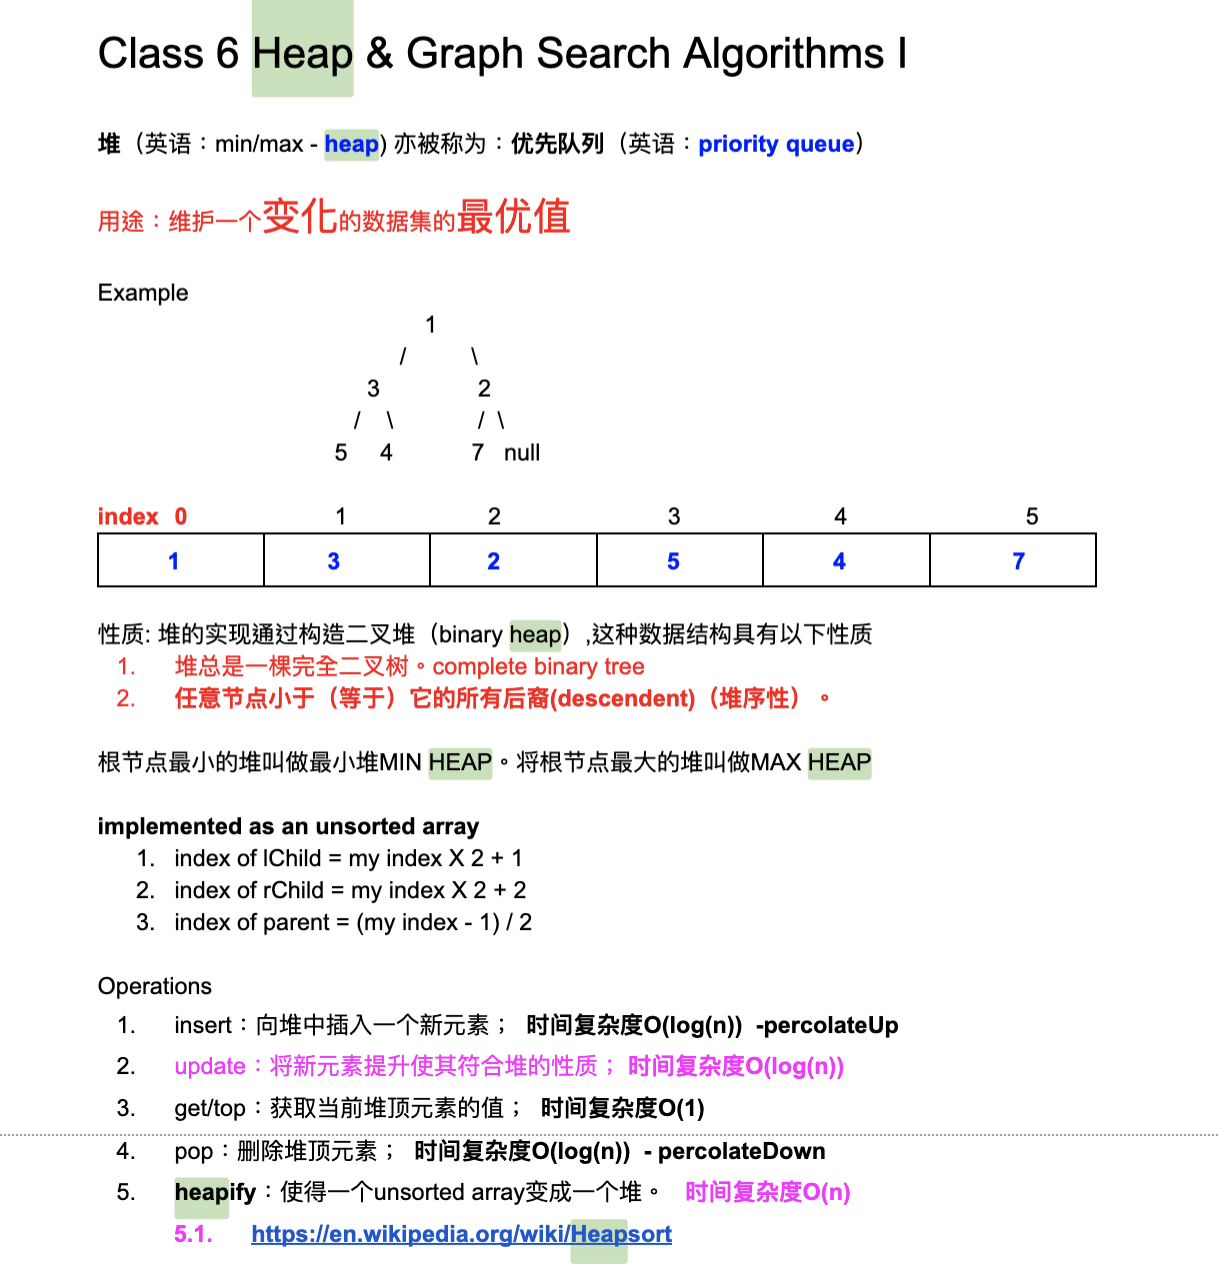 Class 6 Heap & Graph Search Algorithms I
堆（英语：min/max - heap) 亦被称为：优先队列（英语：priority queue）
用途：维护一个变化的数据集的最优值
Example
1
/ \
3 2
/ \ / \
5 4 7 null
index 0 1 2 3 4 5
1 3 2 5 4 7
性质: 堆的实现通过构造二叉堆（binary heap）,这种数据结构具有以下性质
1. 堆总是一棵完全二叉树。complete binary tree
2. 任意节点小于（等于）它的所有后裔(descendent)（堆序性）。
根节点最小的堆叫做最小堆MIN HEAP。将根节点最大的堆叫做MAX HEAP
implemented as an unsorted array
1. index of lChild = my index X 2 + 1
2. index of rChild = my index X 2 + 2
3. index of parent = (my index - 1) / 2
Operations
1. insert：向堆中插入一个新元素； 时间复杂度O(log(n)) -percolateUp
2. update：将新元素提升使其符合堆的性质； 时间复杂度O(log(n))
3. get/top：获取当前堆顶元素的值； 时间复杂度O(1)
4. pop：删除堆顶元素； 时间复杂度O(log(n)) - percolateDown
5. heapify：使得一个unsorted array变成一个堆。 时间复杂度O(n)
5.1. https://en.wikipedia.org/wiki/Heapsort